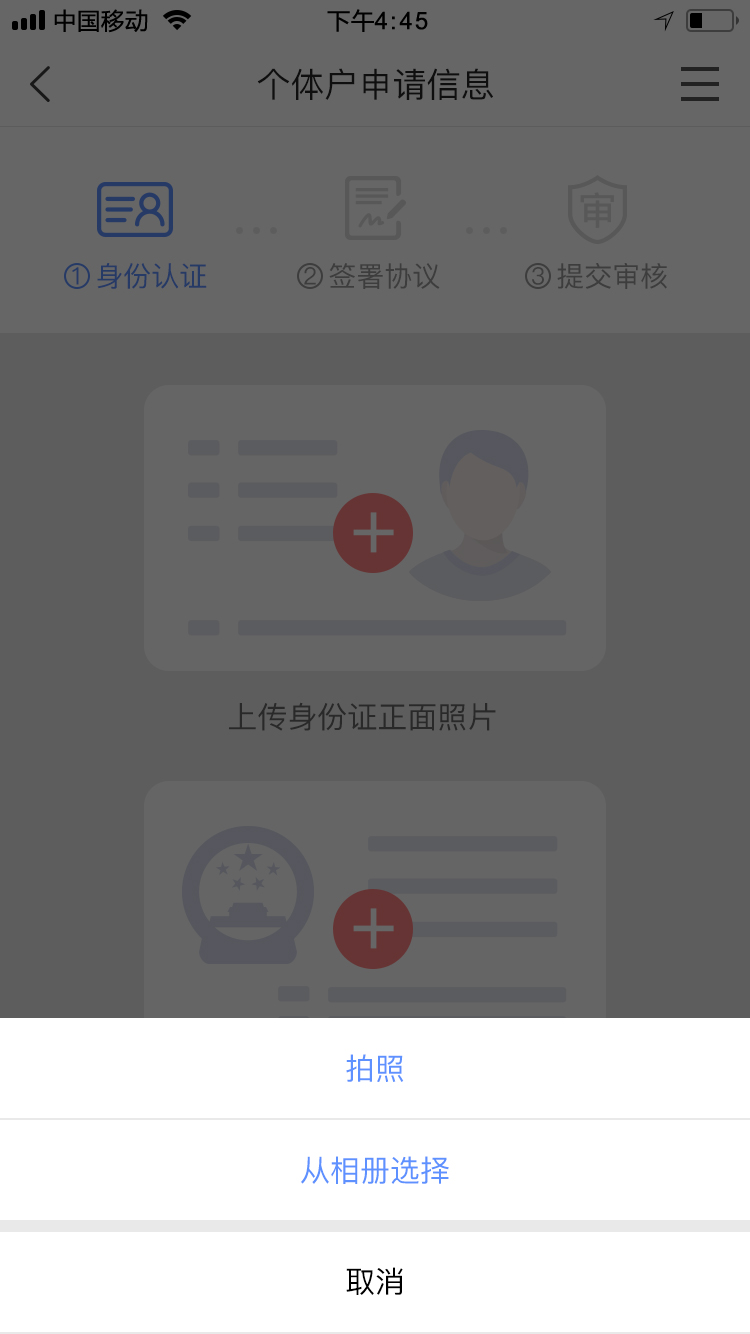 中国移动 下午4:45
个体户申请信息
审
①身份认证 ②签署协议 ③提交审核
上传身份证正面照片
拍照
从相册选择
取消